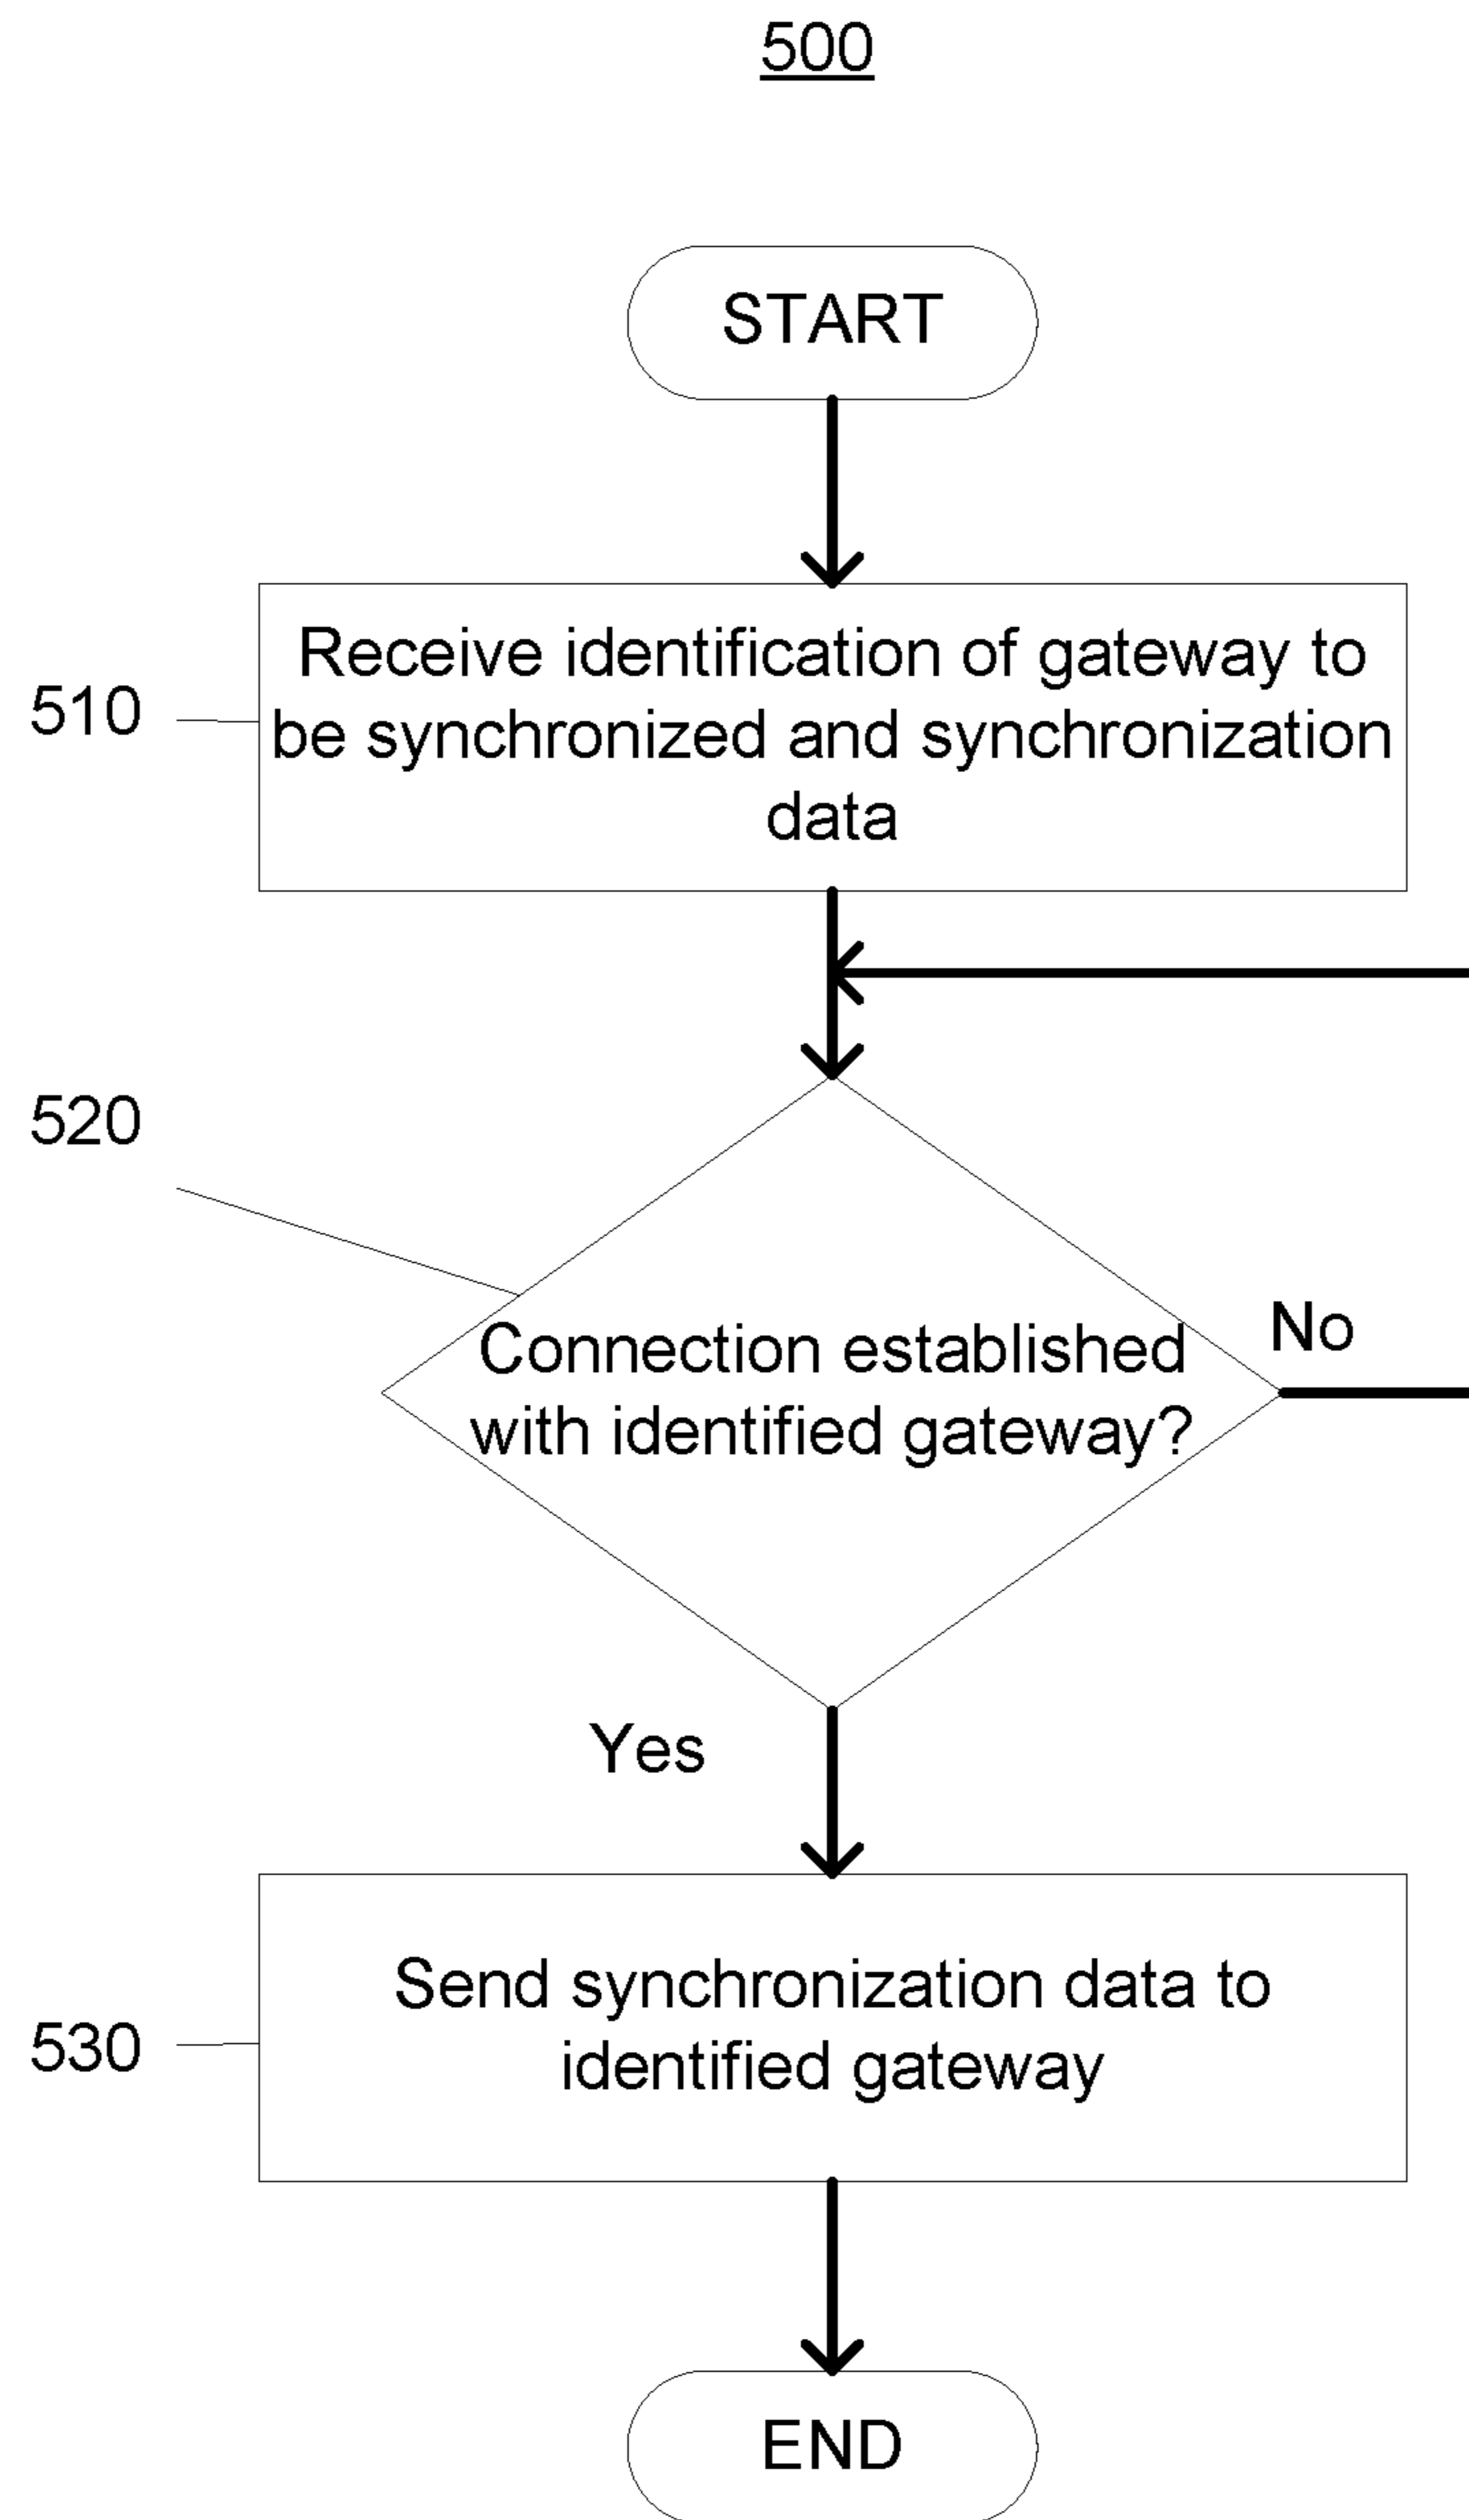 500
START
510
Receive identification of gateway to
be synchronized and synchronization
data
520
Connection established
with identified gateway?
No
Yes
530
Send synchronization data to
identified gateway
END